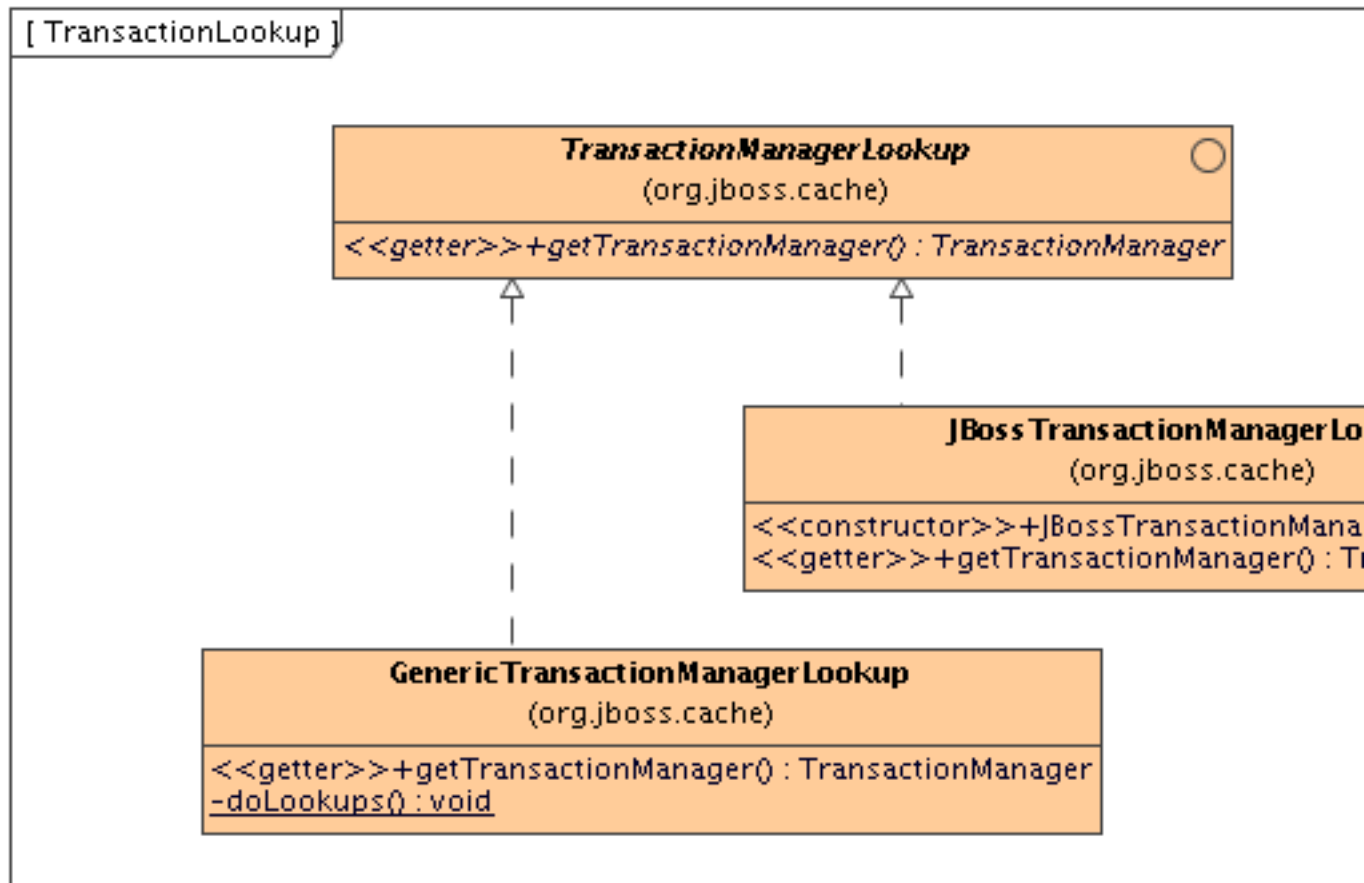 [ TransactionLookup ]
TransactionManagerLookup
(org.jboss.cache)
<<getter>>+getTransactionManager() : TransactionManager
JBossTransactionManagerLo
(org.jboss.cache)
<<constructor>>+JBossTransactionMana
<<getter>>+getTransactionManager() : Tr
GenericTransactionManagerLookup
(org.jboss.cache)
<<getter>>+getTransactionManager() : TransactionManager
-doLookups() : void